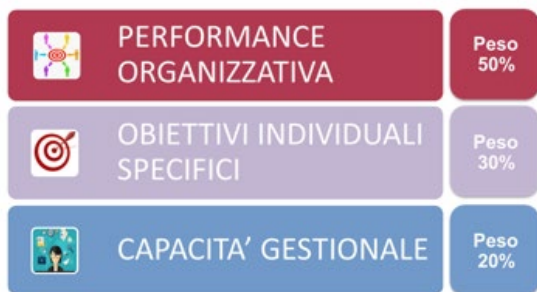 PERFORMANCE
ORGANIZZATIVA
Peso
50%
OBIETTIVI INDIVIDUALI
SPECIFICI
Peso
30%
CAPACITA’ GESTIONALE
Peso
20%